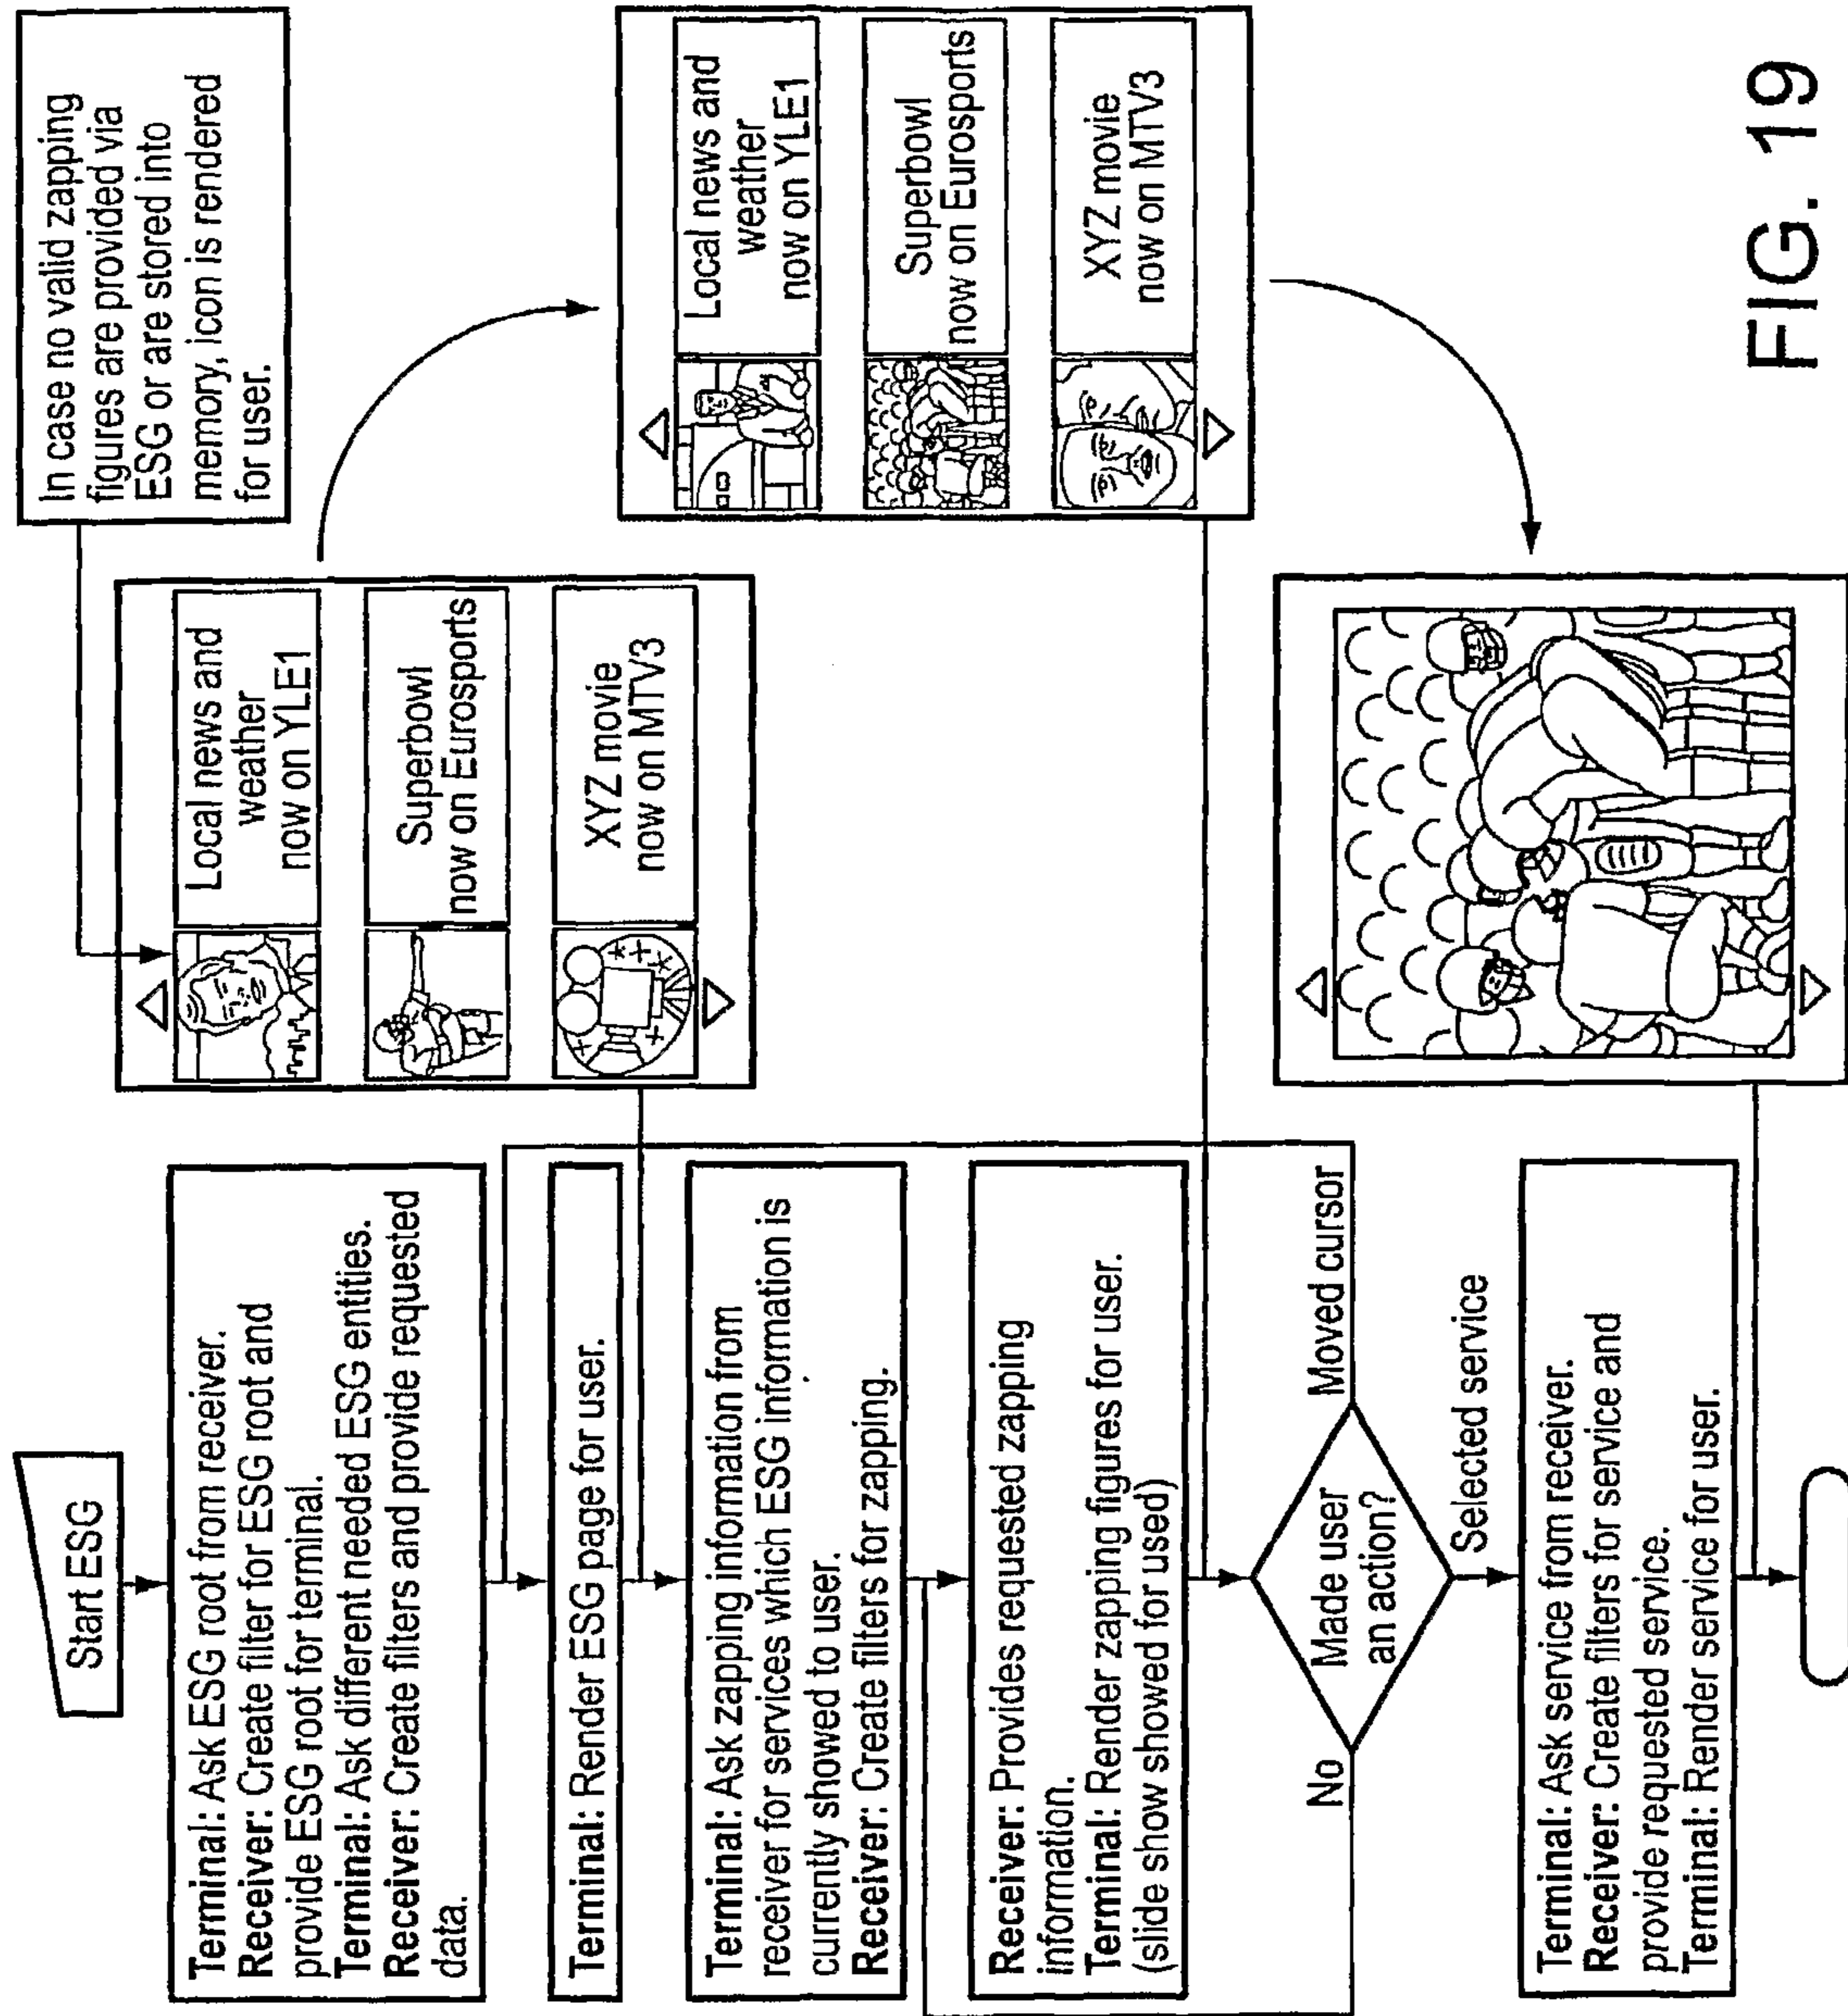 Start ESG
Terminal: Ask ESG root from receiver.
Receiver: Create filter for ESG root and
provide ESG root for terminal.
Terminal: Ask different needed ESG entities.
Receiver: Create filters and provide requested
data.
Terminal: Render ESG page for user.
Terminal: Ask zapping information from
receiver for services which ESG information is
currently showed to user.
Receiver: Create filters for zapping.
Receiver: Provides requested zapping
information.
Terminal: Render zapping figures for user.
(slide show showed for used)
Made user
an action?
No
Moved cursor
Selected service
Terminal: Ask service from receiver.
Receiver: Create filters for service and
provide requested service.
Terminal: Render service for user.
In case no valid zapping
figures are provided via
ESG or are stored into
memory, icon is rendered
for user.
Local news and
weather
now on YLE1
Superbowl
now on Eurosports
XYZ movie
now on MTV3
Local news and
weather
now on YLE1
Superbowl
now on Eurosports
XYZ movie
now on MTV3
FIG. 19